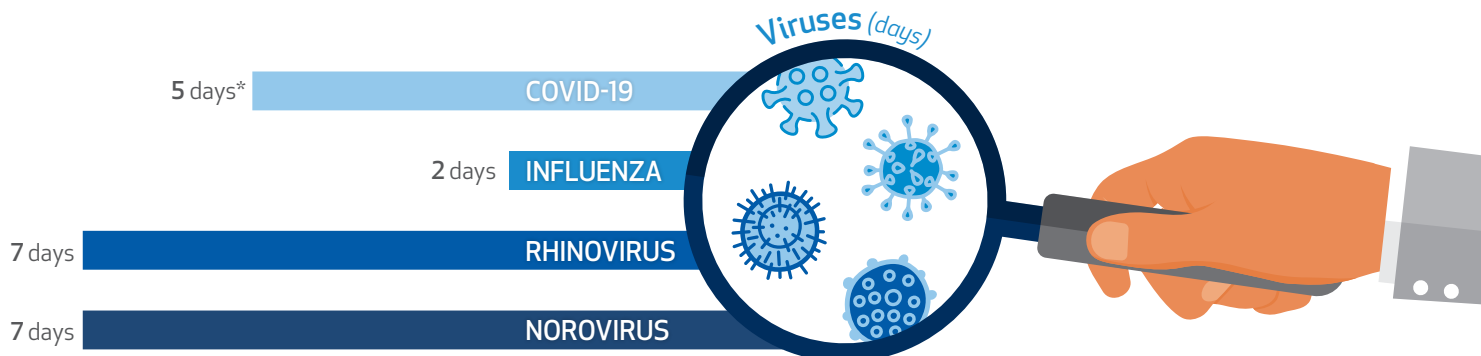 Viruses (days)
5 days* COVID-19
2 days INFLUENZA
7 days RHINOVIRUS
7 days NOROVIRUS